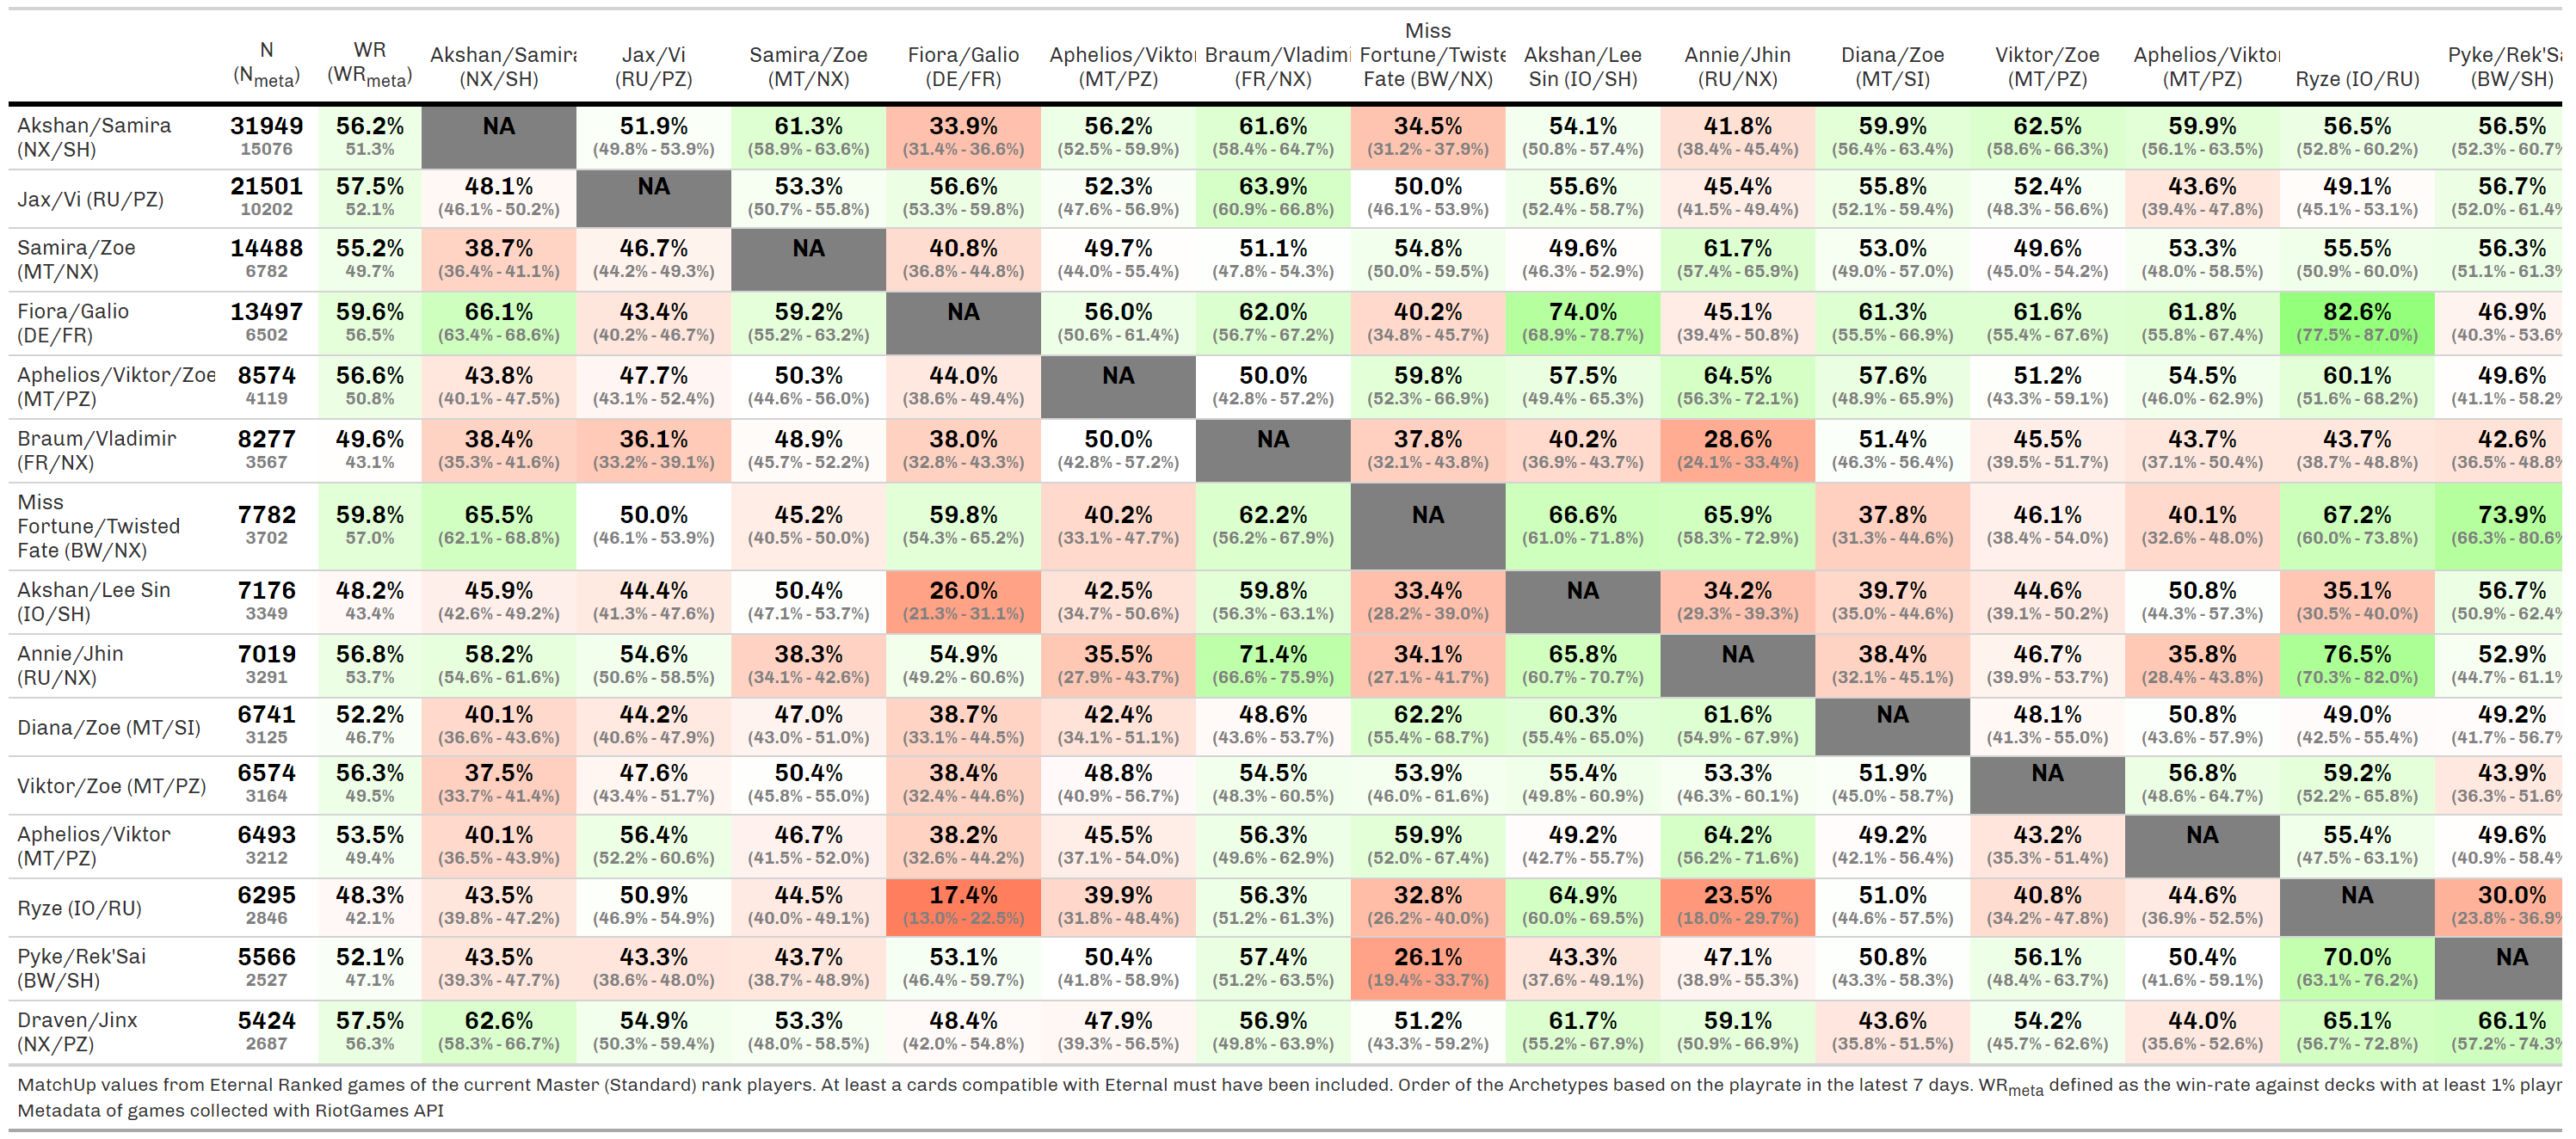 Miss
N WR Akshan/Samira Jax/Vi Samira/Zoe Fiora/Galio Aphelios/Viktor Braum/Vladimi Fortune/Twiste Akshan/Lee Annie/Jhin Diana/Zoe Viktor/Zoe Aphelios/Viktor Pyke/Rek'Sa
(Nmeta) (WRmeta) (NX/SH) (RU/PZ) (MT/NX) (DE/FR) (MT/PZ) (FR/NX) Fate (BW/NX) Sin (IO/SH) (RU/NX) (MT/SI) (MT/PZ) (MT/PZ) Ryze (IO/RU) (BW/SH)
Akshan/Samira 31949 56.2% NA 51.9% 61.3% 33.9% 56.2% 61.6% 34.5% 54.1% 41.8% 59.9% 62.5% 59.9% 56.5% 56.5%
(NX/SH) 15076 51.3% (49.8% - 53.9%) (58.9% - 63.6%) (31.4% - 36.6%) (52.5% - 59.9%) (58.4% - 64.7%) (31.2% - 37.9%) (50.8% - 57.4%) (38.4% - 45.4%) (56.4% - 63.4%) (58.6% - 66.3%) (56.1% - 63.5%) (52.8% - 60.2%) (52.3% - 60.7%
Jax/Vi (RU/PZ) 21501 57.5% 48.1% NA 53.3% 56.6% 52.3% 63.9% 50.0% 55.6% 45.4% 55.8% 52.4% 43.6% 49.1% 56.7%
10202 52.1% (46.1% - 50.2%) (50.7% - 55.8%) (53.3% - 59.8%) (47.6% - 56.9%) (60.9% - 66.8%) (46.1% - 53.9%) (52.4% - 58.7%) (41.5% - 49.4%) (52.1% - 59.4%) (48.3% - 56.6%) (39.4% - 47.8%) (45.1% - 53.1%) (52.0% - 61.4%
Samira/Zoe 14488 55.2% 38.7% 46.7% NA 40.8% 49.7% 51.1% 54.8% 49.6% 61.7% 53.0% 49.6% 53.3% 55.5% 56.3%
(MT/NX) 6782 49.7% (36.4% - 41.1%) (44.2% - 49.3%) (36.8% - 44.8%) (44.0% - 55.4%) (47.8% - 54.3%) (50.0% - 59.5%) (46.3% - 52.9%) (57.4% - 65.9%) (49.0% - 57.0%) (45.0% - 54.2%) (48.0% - 58.5%) (50.9% - 60.0%) (51.1% - 61.3%
Fiora/Galio 13497 59.6% 66.1% 43.4% 59.2% NA 56.0% 62.0% 40.2% 74.0% 45.1% 61.3% 61.6% 61.8% 82.6% 46.9%
(DE/FR) 6502 56.5% (63.4% - 68.6%) (40.2% - 46.7%) (55.2% - 63.2%) (50.6% - 61.4%) (56.7% - 67.2%) (34.8% - 45.7%) (68.9% - 78.7%) (39.4% - 50.8%) (55.5% - 66.9%) (55.4% - 67.6%) (55.8% - 67.4%) (77.5% - 87.0%) (40.3% - 53.6%
Aphelios/Viktor/Zoe 8574 56.6% 43.8% 47.7% 50.3% 44.0% NA 50.0% 59.8% 57.5% 64.5% 57.6% 51.2% 54.5% 60.1% 49.6%
(MT/PZ) 4119 50.8% (40.1% - 47.5%) (43.1% - 52.4%) (44.6% - 56.0%) (38.6% - 49.4%) (42.8% - 57.2%) (52.3% - 66.9%) (49.4% - 65.3%) (56.3% - 72.1%) (48.9% - 65.9%) (43.3% - 59.1%) (46.0% - 62.9%) (51.6% - 68.2%) (41.1% - 58.2%
Braum/Vladimir 8277 49.6% 38.4% 36.1% 48.9% 38.0% 50.0% NA 37.8% 40.2% 28.6% 51.4% 45.5% 43.7% 43.7% 42.6%
(FR/NX) 3567 43.1% (35.3% - 41.6%) (33.2% - 39.1%) (45.7% - 52.2%) (32.8% - 43.3%) (42.8% - 57.2%) (32.1% - 43.8%) (36.9% - 43.7%) (24.1% - 33.4%) (46.3% - 56.4%) (39.5% - 51.7%) (37.1% - 50.4%) (38.7% - 48.8%) (36.5% - 48.8%
Miss
Fortune/Twisted 7782 59.8% 65.5% 50.0% 45.2% 59.8% 40.2% 62.2% NA 66.6% 65.9% 37.8% 46.1% 40.1% 67.2% 73.9%
Fate (BW/NX) 3702 57.0% (62.1% - 68.8%) (46.1% - 53.9%) (40.5% - 50.0%) (54.3% - 65.2%) (33.1% - 47.7%) (56.2% - 67.9%) (61.0% - 71.8%) (58.3% - 72.9%) (31.3% - 44.6%) (38.4% - 54.0%) (32.6% - 48.0%) (60.0% - 73.8%) (66.3% - 80.6%
Akshan/Lee Sin 7176 48.2% 45.9% 44.4% 50.4% 26.0% 42.5% 59.8% 33.4% NA 34.2% 39.7% 44.6% 50.8% 35.1% 56.7%
(IO/SH) 3349 43.4% (42.6% - 49.2%) (41.3% - 47.6%) (47.1% - 53.7%) (21.3% - 31.1%) (34.7% - 50.6%) (56.3% - 63.1%) (28.2% - 39.0%) (29.3% - 39.3%) (35.0% - 44.6%) (39.1% - 50.2%) (44.3% - 57.3%) (30.5% - 40.0%) (50.9% - 62.4%
Annie/Jhin 7019 56.8% 58.2% 54.6% 38.3% 54.9% 35.5% 71.4% 34.1% 65.8% NA 38.4% 46.7% 35.8% 76.5% 52.9%
(RU/NX) 3291 53.7% (54.6% - 61.6%) (50.6% - 58.5%) (34.1% - 42.6%) (49.2% - 60.6%) (27.9% - 43.7%) (66.6% - 75.9%) (27.1% - 41.7%) (60.7% - 70.7%) (32.1% - 45.1%) (39.9% - 53.7%) (28.4% - 43.8%) (70.3% - 82.0%) (44.7% - 61.1%
Diana/Zoe (MT/SI) 6741 52.2% 40.1% 44.2% 47.0% 38.7% 42.4% 48.6% 62.2% 60.3% 61.6% NA 48.1% 50.8% 49.0% 49.2%
3125 46.7% (36.6% - 43.6%) (40.6% - 47.9%) (43.0% - 51.0%) (33.1% - 44.5%) (34.1% - 51.1%) (43.6% - 53.7%) (55.4% - 68.7%) (55.4% - 65.0%) (54.9% - 67.9%) (41.3% - 55.0%) (43.6% - 57.9%) (42.5% - 55.4%) (41.7% - 56.7%
Viktor/Zoe (MT/PZ) 6574 56.3% 37.5% 47.6% 50.4% 38.4% 48.8% 54.5% 53.9% 55.4% 53.3% 51.9% NA 56.8% 59.2% 43.9%
3164 49.5% (33.7% - 41.4%) (43.4% - 51.7%) (45.8% - 55.0%) (32.4% - 44.6%) (40.9% - 56.7%) (48.3% - 60.5%) (46.0% - 61.6%) (49.8% - 60.9%) (46.3% - 60.1%) (45.0% - 58.7%) (48.6% - 64.7%) (52.2% - 65.8%) (36.3% - 51.6%
Aphelios/Viktor 6493 53.5% 40.1% 56.4% 46.7% 38.2% 45.5% 56.3% 59.9% 49.2% 64.2% 49.2% 43.2% NA 55.4% 49.6%
(MT/PZ) 3212 49.4% (36.5% - 43.9%) (52.2% - 60.6%) (41.5% - 52.0%) (32.6% - 44.2%) (37.1% - 54.0%) (49.6% - 62.9%) (52.0% - 67.4%) (42.7% - 55.7%) (56.2% - 71.6%) (42.1% - 56.4%) (35.3% - 51.4%) (47.5% - 63.1%) (40.9% - 58.4%
Ryze (IO/RU) 6295 48.3% 43.5% 50.9% 44.5% 17.4% 39.9% 56.3% 32.8% 64.9% 23.5% 51.0% 40.8% 44.6% NA 30.0%
2846 42.1% (39.8% - 47.2%) (46.9% - 54.9%) (40.0% - 49.1%) (13.0% - 22.5%) (31.8% - 48.4%) (51.2% - 61.3%) (26.2% - 40.0%) (60.0% - 69.5%) (18.0% - 29.7%) (44.6% - 57.5%) (34.2% - 47.8%) (36.9% - 52.5%) (23.8% - 36.9%
Pyke/Rek'Sai 5566 52.1% 43.5% 43.3% 43.7% 53.1% 50.4% 57.4% 26.1% 43.3% 47.1% 50.8% 56.1% 50.4% 70.0% NA
(BW/SH) 2527 47.1% (39.3% - 47.7%) (38.6% - 48.0%) (38.7% - 48.9%) (46.4% - 59.7%) (41.8% - 58.9%) (51.2% - 63.5%) (19.4% - 33.7%) (37.6% - 49.1%) (38.9% - 55.3%) (43.3% - 58.3%) (48.4% - 63.7%) (41.6% - 59.1%) (63.1% - 76.2%)
Draven/Jinx 5424 57.5% 62.6% 54.9% 53.3% 48.4% 47.9% 56.9% 51.2% 61.7% 59.1% 43.6% 54.2% 44.0% 65.1% 66.1%
(NX/PZ) 2687 56.3% (58.3% - 66.7%) (50.3% - 59.4%) (48.0% - 58.5%) (42.0% - 54.8%) (39.3% - 56.5%) (49.8% - 63.9%) (43.3% - 59.2%) (55.2% - 67.9%) (50.9% - 66.9%) (35.8% - 51.5%) (45.7% - 62.6%) (35.6% - 52.6%) (56.7% - 72.8%) (57.2% - 74.3%
MatchUp values from Eternal Ranked games of the current Master (Standard) rank players. At least a cards compatible with Eternal must have been included. Order of the Archetypes based on the playrate in the latest 7 days. WRmeta defined as the win-rate against decks with at least 1% playr
Metadata of games collected with RiotGames API